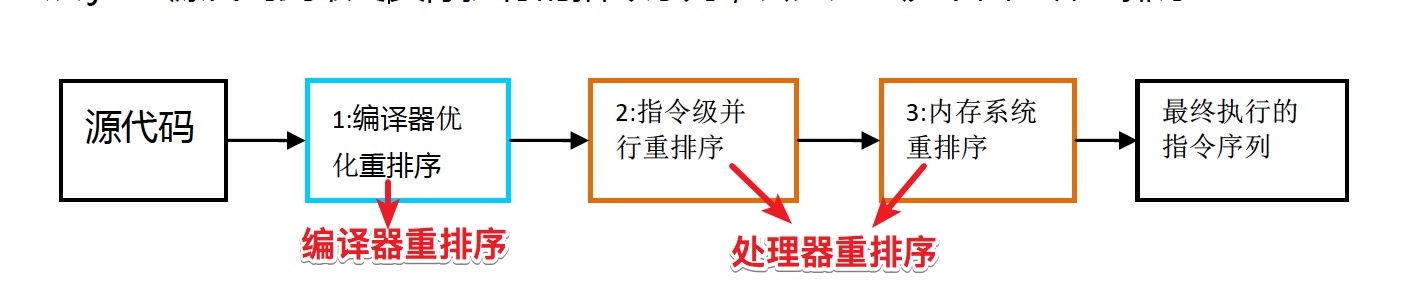 源代码
1:编译器优
化重排序
2:指令级并
行重排序
3:内存系统
重排序
最终执行的
指令序列
编译器重排序
处理器重排序